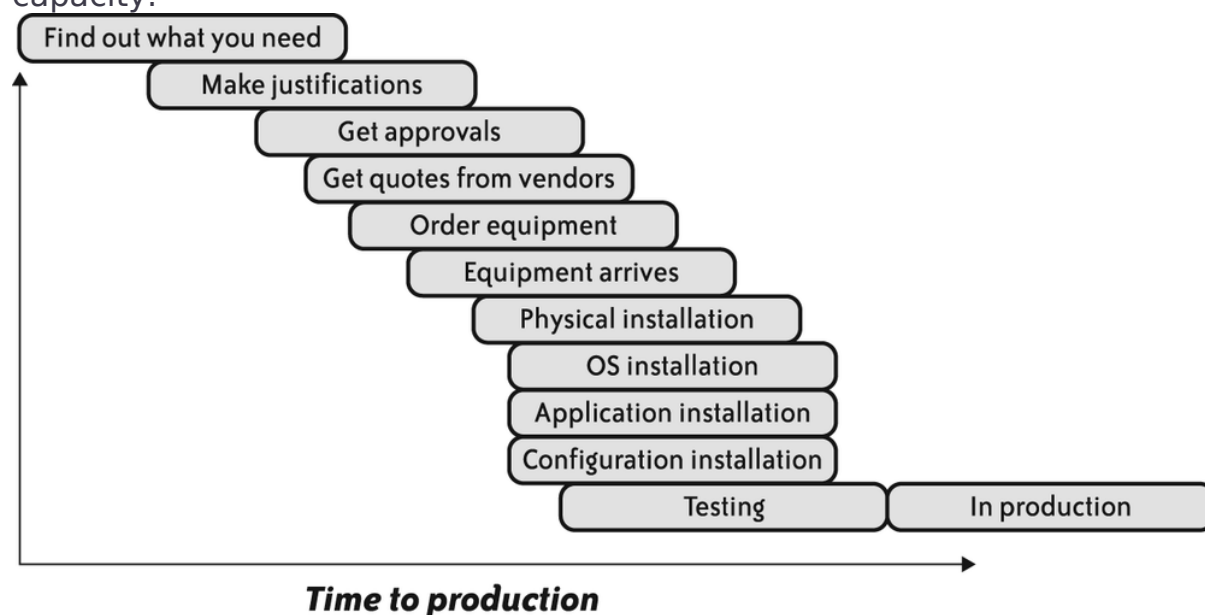 capacity.
Find out what you need
Make justifications
Get approvals
Get quotes from vendors
Order equipment
Equipment arrives
Physical installation
OS installation
Application installation
Configuration installation
Testing
In production
Time to production